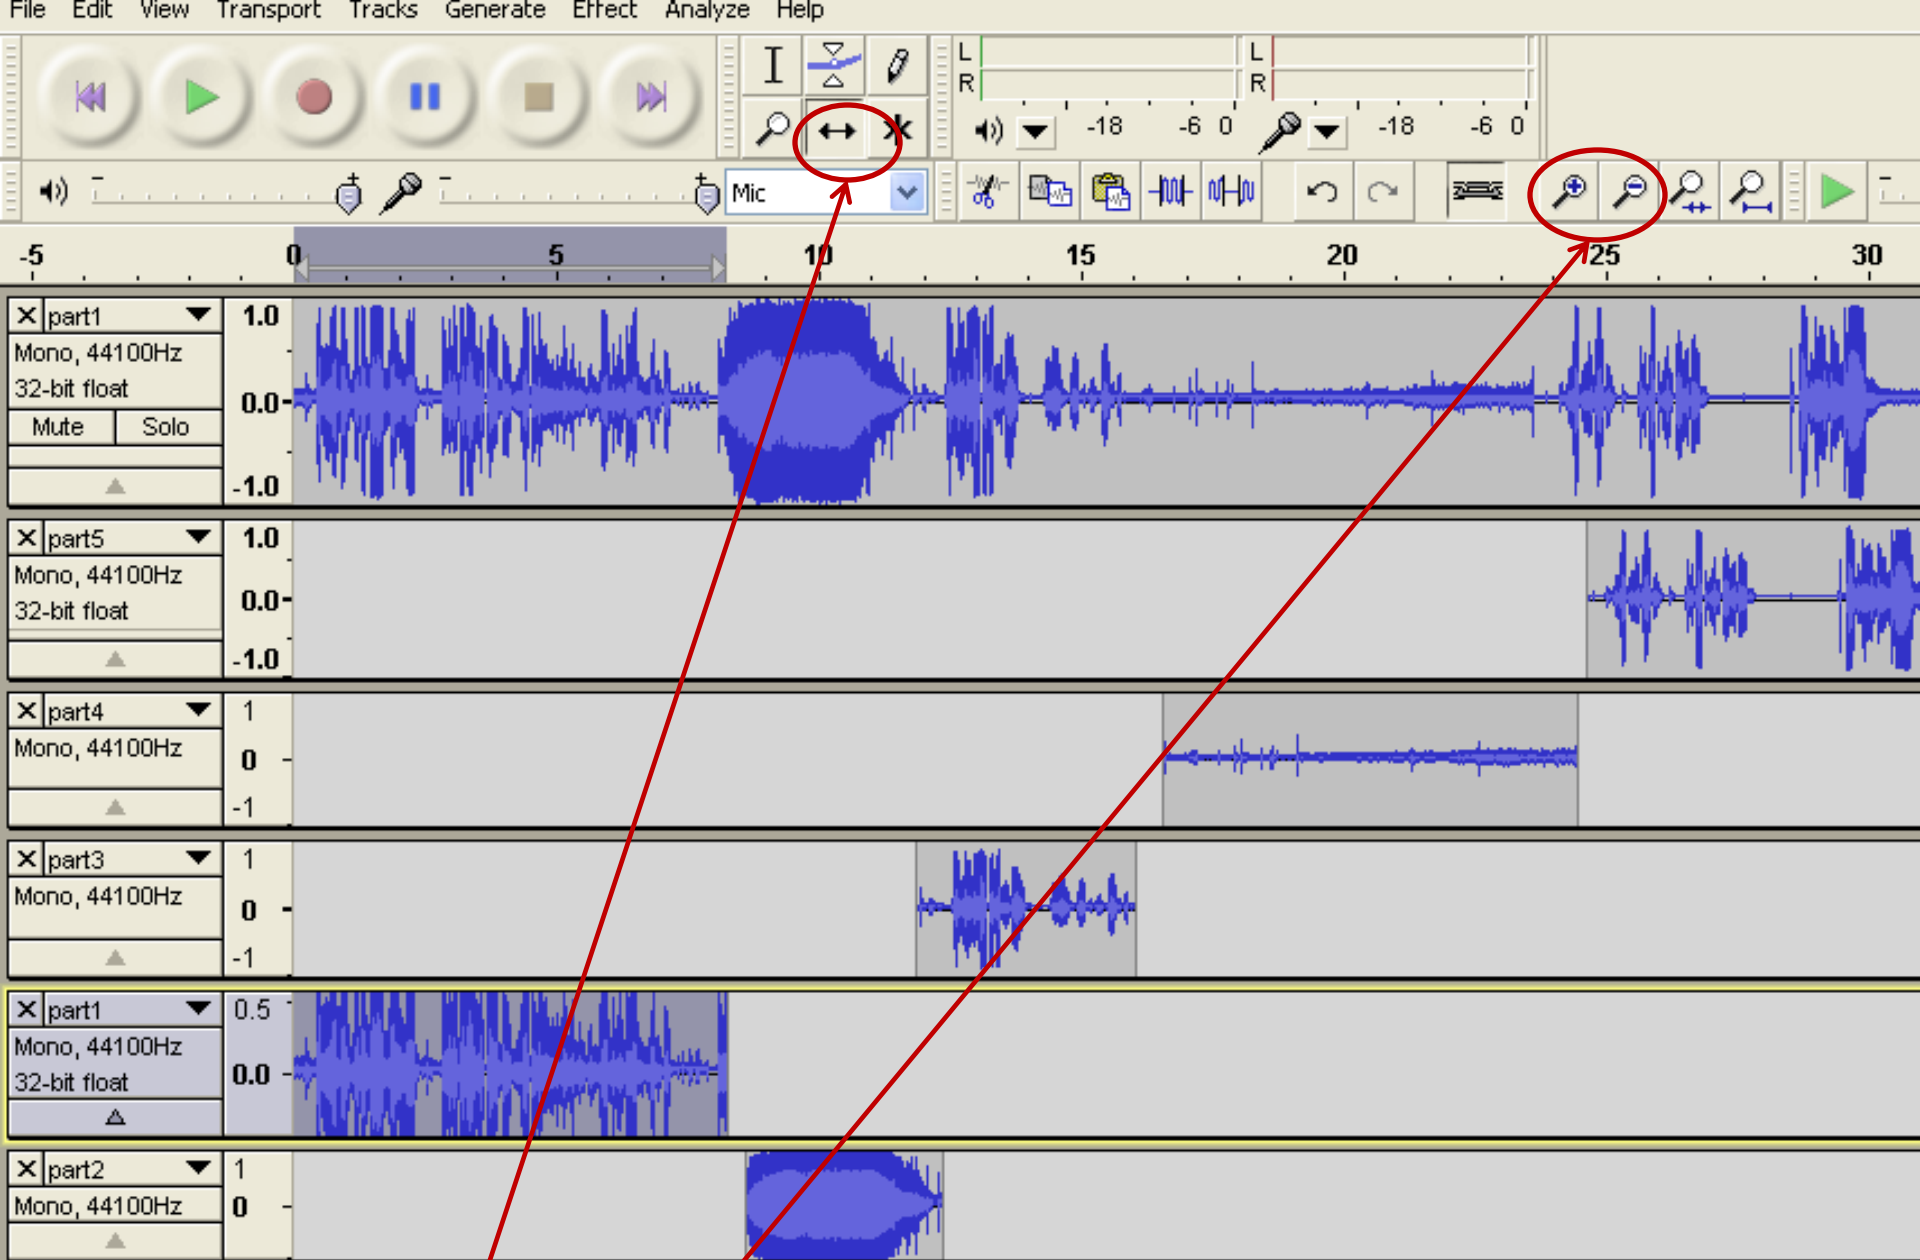 File Edit View Transport Tracks Generate Effect Analyze Help
L L
R R
-18 -6 0 -18 -6 0
Mic
-5 0 5 10 15 20 25 30
part1 1.0
Mono, 44100Hz
32-bit float 0.0
Mute Solo
-1.0
part5 1.0
Mono, 44100Hz
32-bit float 0.0
-1.0
part4 1
Mono, 44100Hz 0
-1
part3 1
Mono, 44100Hz 0
-1
part1 0.5
Mono, 44100Hz
32-bit float 0.0
part2 1
Mono, 44100Hz 0